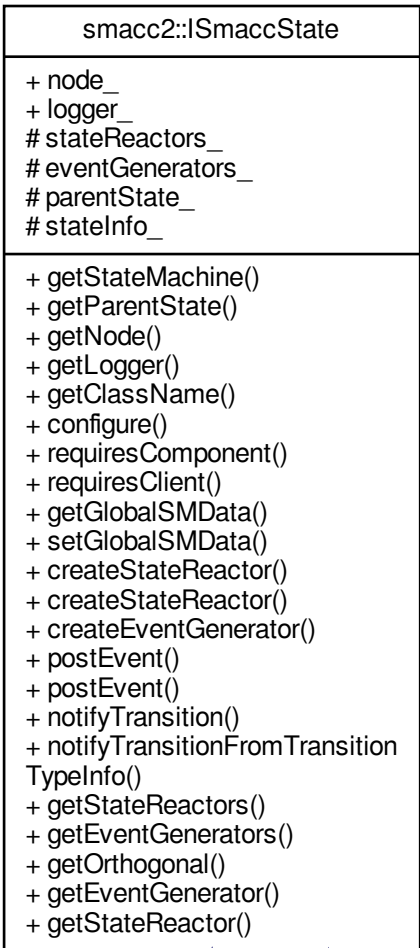 smacc2::ISmaccState
+ node_
+ logger_
# stateReactors_
# eventGenerators_
# parentState_
# stateInfo_
+ getStateMachine()
+ getParentState()
+ getNode()
+ getLogger()
+ getClassName()
+ configure()
+ requiresComponent()
+ requiresClient()
+ getGlobalSMData()
+ setGlobalSMData()
+ createStateReactor()
+ createStateReactor()
+ createEventGenerator()
+ postEvent()
+ postEvent()
+ notifyTransition()
+ notifyTransitionFromTransition
TypeInfo()
+ getStateReactors()
+ getEventGenerators()
+ getOrthogonal()
+ getEventGenerator()
+ getStateReactor()